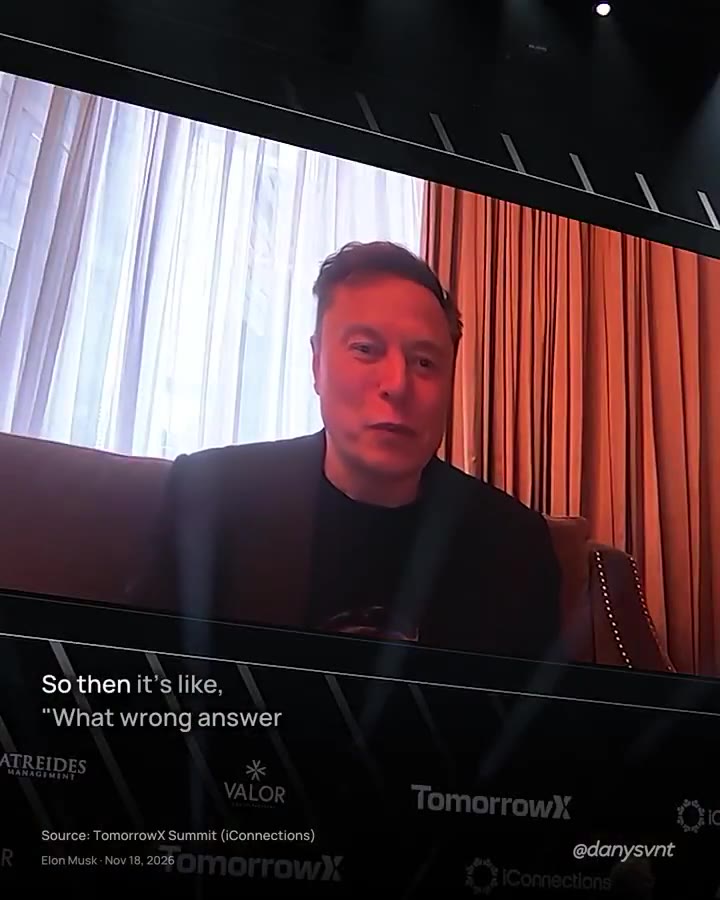 So then it's like,
"What wrong answer
ATREIDES
MANAGEMENT
VALOR
TomorrowX
Source: TomorrowX Summit (iConnections)
@danysvnt
Elon Musk · Nov 18, 2026
TomorrowX
iConnections